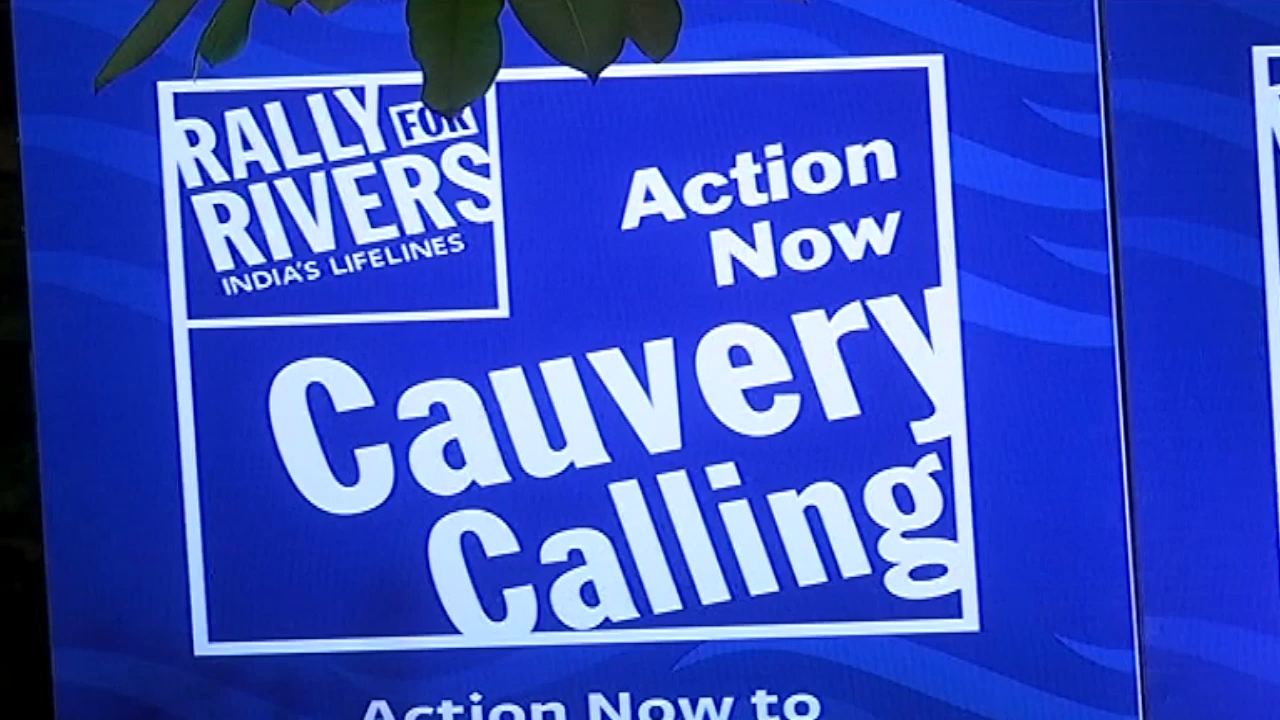 RALLY FOR
RIVERS
INDIA'S LIFELINES
Action
Now
Cauvery
Calling
Action Now to